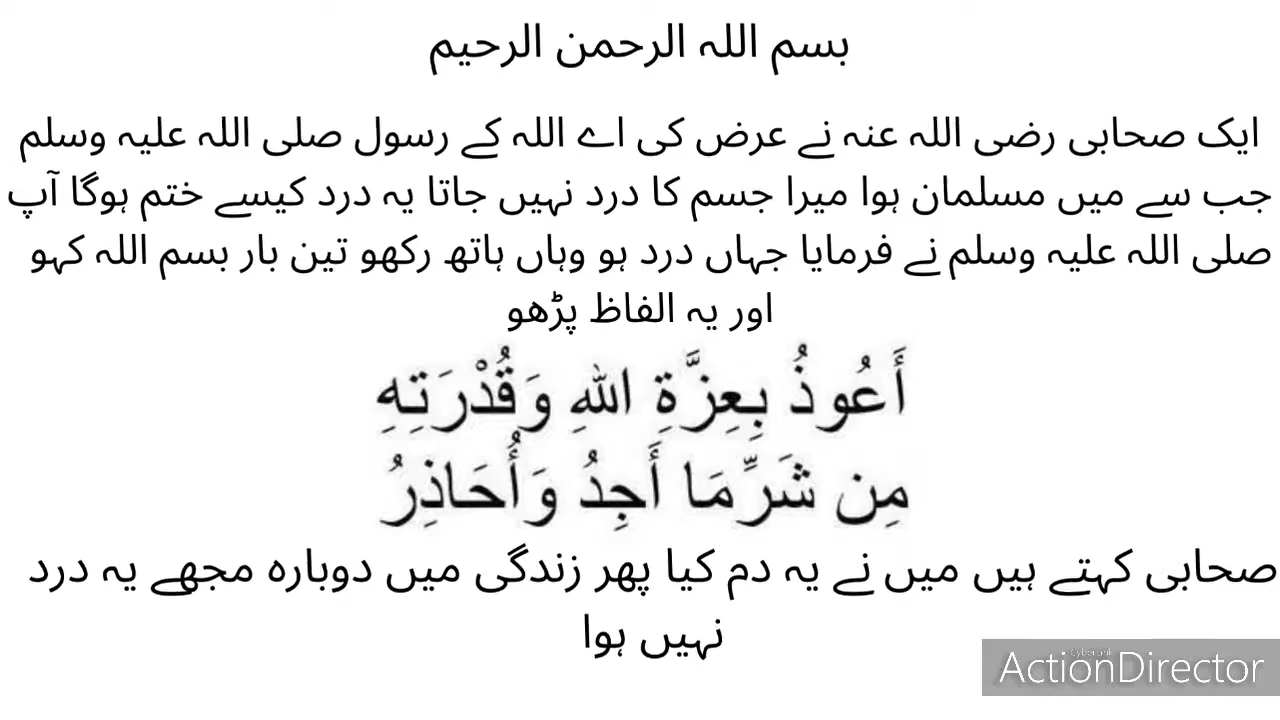 بسم اللہ الرحمن الرحیم
ایک صحابی رضی اللہ عنہ نے عرض کی اے اللہ کے رسول صلی اللہ علیہ وسلم
جب سے میں مسلمان ہوا میرا جسم کا درد نہیں جاتا یہ درد کیسے ختم ہوگا آپ
صلی اللہ علیہ وسلم نے فرمایا جہاں درد ہو وہاں ہاتھ رکھو تین بار بسم اللہ کہو
اور یہ الفاظ پڑھو
أَعُوذُ بِعِزَّةِ اللهِ وَقُدْرَتِهِ
مِن شَرِّمَا أَجِدُ وَأُحَاذِرُ
صحابی کہتے ہیں میں نے یہ دم کیا پھر زندگی میں دوبارہ مجھے یہ درد
نہیں ہوا
CyberLink
ActionDirector